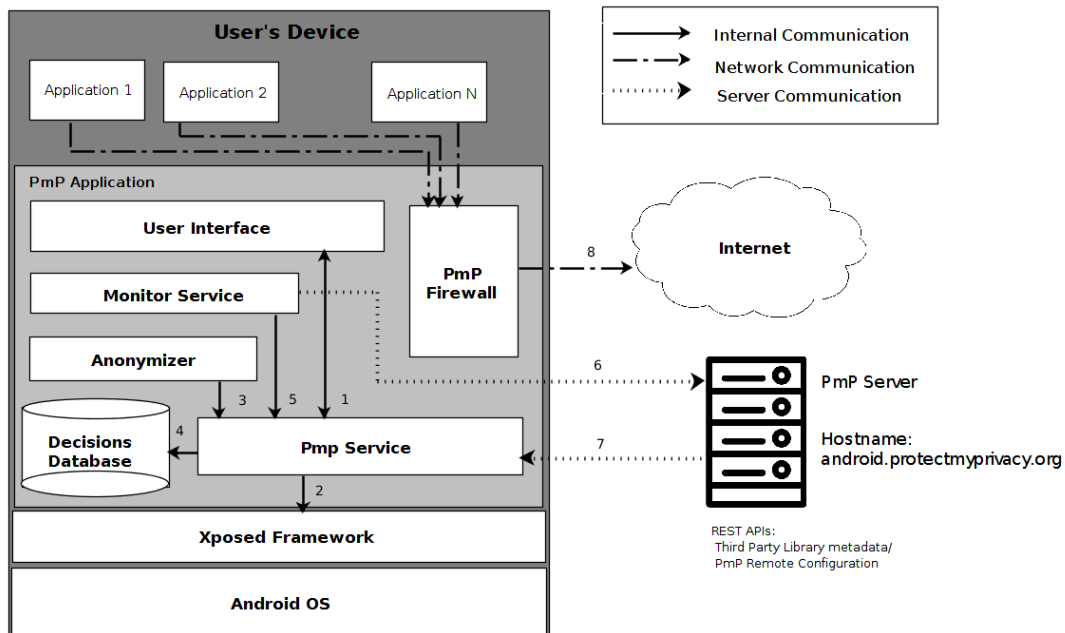 User's Device
Application 1
Application 2
Application N
Internal Communication
Network Communication
Server Communication
PmP Application
User Interface
Monitor Service
Anonymizer
Decisions
Database
PmP
Firewall
Pmp Service
1
2
3
4
5
6
7
8
Internet
PmP Server
Hostname:
android.protectmyprivacy.org
REST APIs:
Third Party Library metadata/
PmP Remote Configuration
Xposed Framework
Android OS